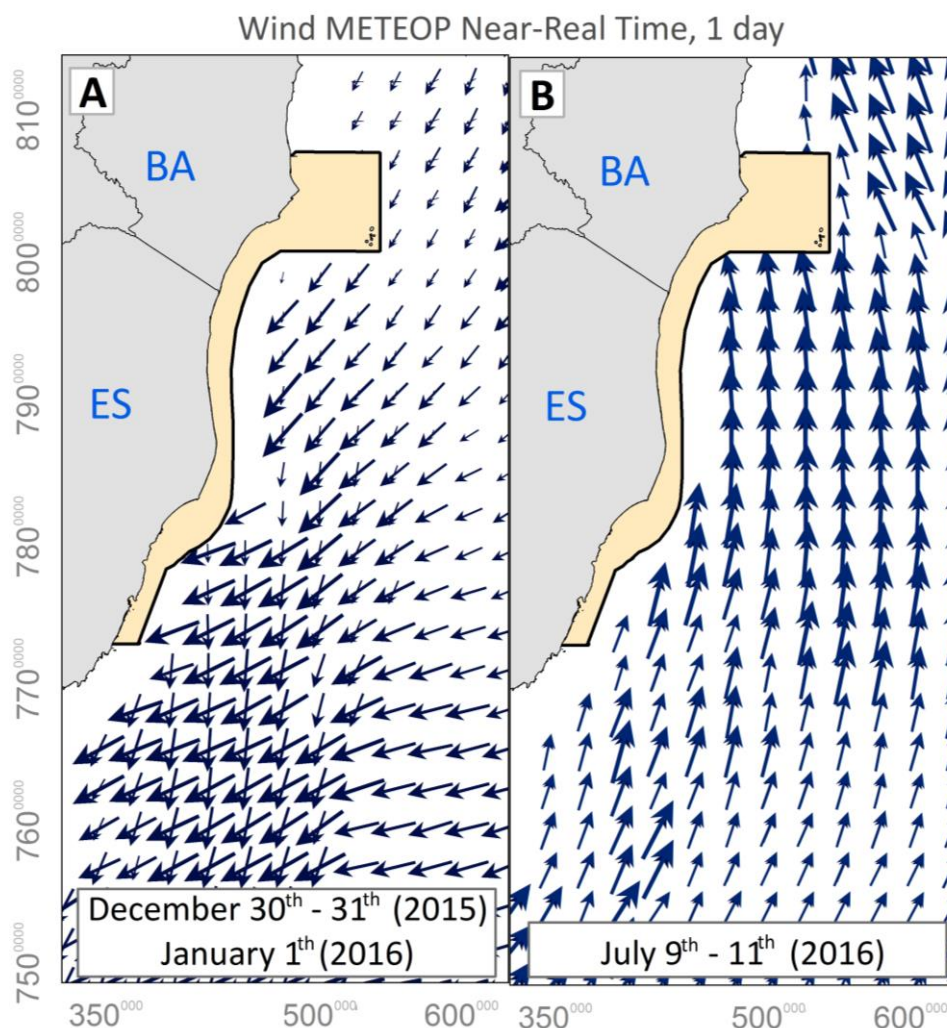 Wind METEOP Near-Real Time, 1 day
A
B
BA
BA
ES
ES
810⁰⁰⁰⁰
800⁰⁰⁰⁰
790⁰⁰⁰⁰
780⁰⁰⁰⁰
770⁰⁰⁰⁰
760⁰⁰⁰⁰
750⁰⁰⁰⁰
December 30ᵗʰ - 31ᵗʰ (2015)
January 1ᵗʰ (2016)
July 9ᵗʰ - 11ᵗʰ (2016)
350⁰⁰⁰ 500⁰⁰⁰ 600⁰⁰⁰ 350⁰⁰⁰ 500⁰⁰⁰ 600⁰⁰⁰